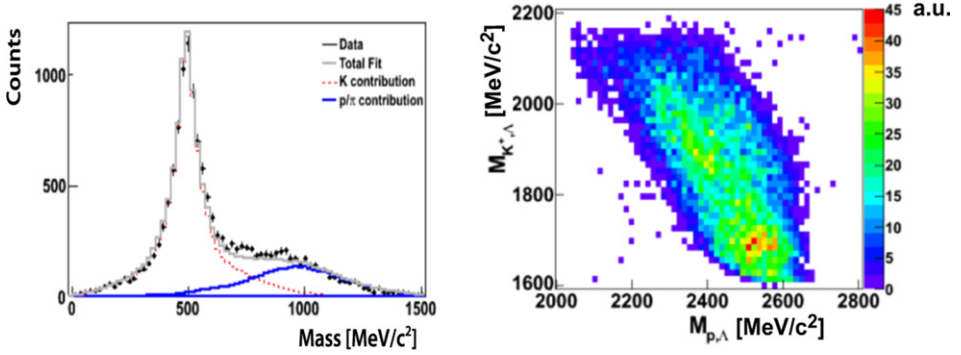 Counts
1000
500
0
0
500
1000
1500
Mass [MeV/c²]
Data
Total Fit
K contribution
p/π contribution
M_K⁺,Λ [MeV/c²]
2200
2000
1800
1600
2000
2200
2400
2600
2800
M_p,Λ [MeV/c²]
a.u.
45
40
35
30
25
20
15
10
5
0